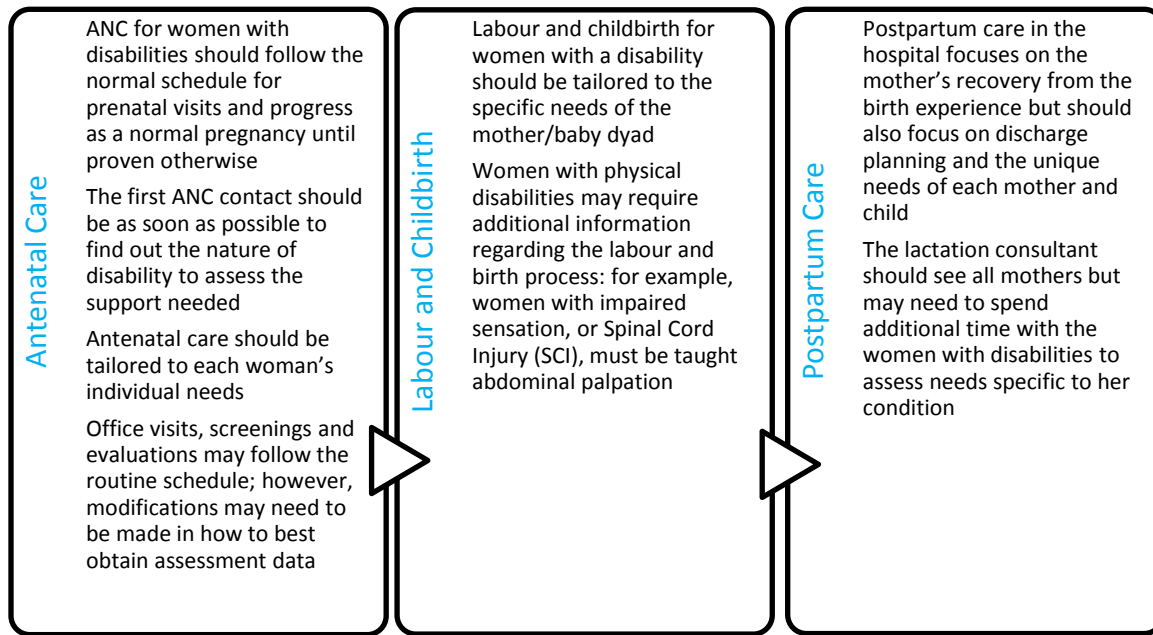 Antenatal Care
ANC for women with
disabilities should follow the
normal schedule for
prenatal visits and progress
as a normal pregnancy until
proven otherwise
The first ANC contact should
be as soon as possible to
find out the nature of
disability to assess the
support needed
Antenatal care should be
tailored to each woman’s
individual needs
Office visits, screenings and
evaluations may follow the
routine schedule; however,
modifications may need to
be made in how to best
obtain assessment data
Labour and Childbirth
Labour and childbirth for
women with a disability
should be tailored to the
specific needs of the
mother/baby dyad
Women with physical
disabilities may require
additional information
regarding the labour and
birth process: for example,
women with impaired
sensation, or Spinal Cord
Injury (SCI), must be taught
abdominal palpation
Postpartum Care
Postpartum care in the
hospital focuses on the
mother’s recovery from the
birth experience but should
also focus on discharge
planning and the unique
needs of each mother and
child
The lactation consultant
should see all mothers but
may need to spend
additional time with the
women with disabilities to
assess needs specific to her
condition